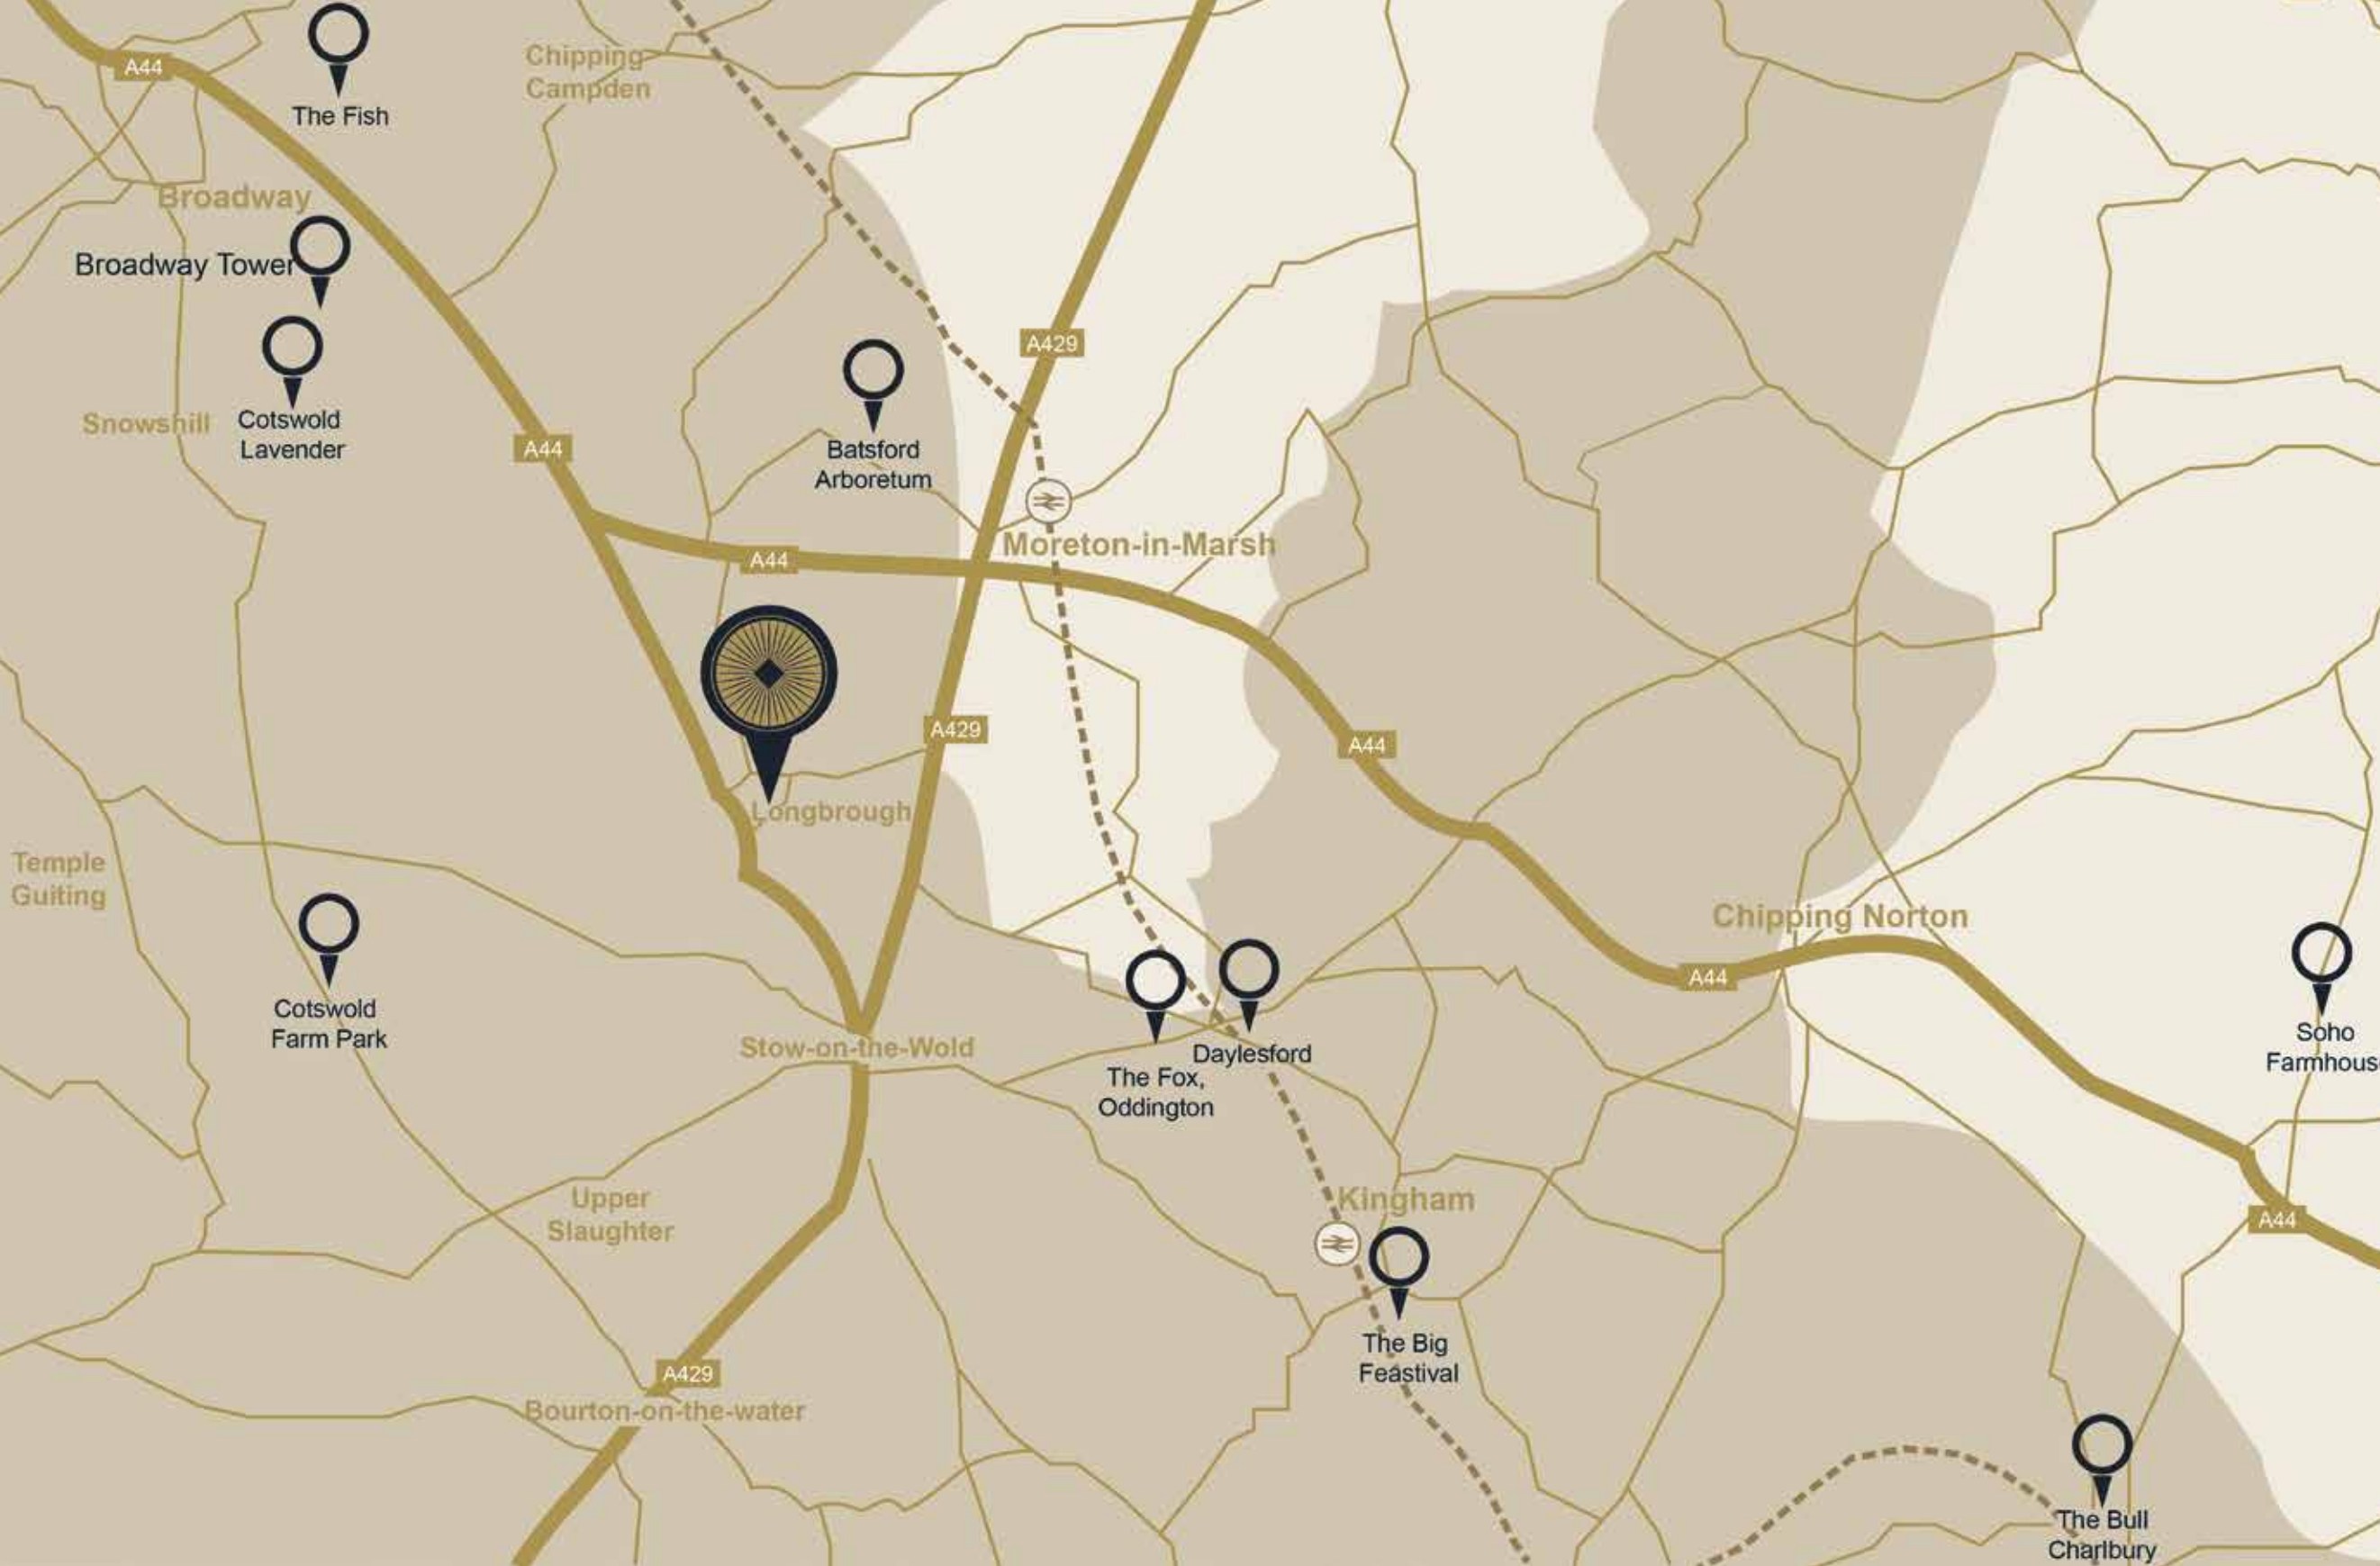 Chipping
Campden
A44
The Fish
Broadway
Broadway Tower
A429
Snowshill
Cotswold
Lavender
A44
Batsford
Arboretum
Moreton-in-Marsh
A44
A429
A44
Longbrough
Temple
Guiting
Chipping Norton
A44
Cotswold
Farm Park
Soho
Farmhouse
Stow-on-the-Wold
Daylesford
The Fox,
Oddington
Upper
Slaughter
Kingham
A44
The Big
Feastival
A429
Bourton-on-the-water
The Bull
Charlbury